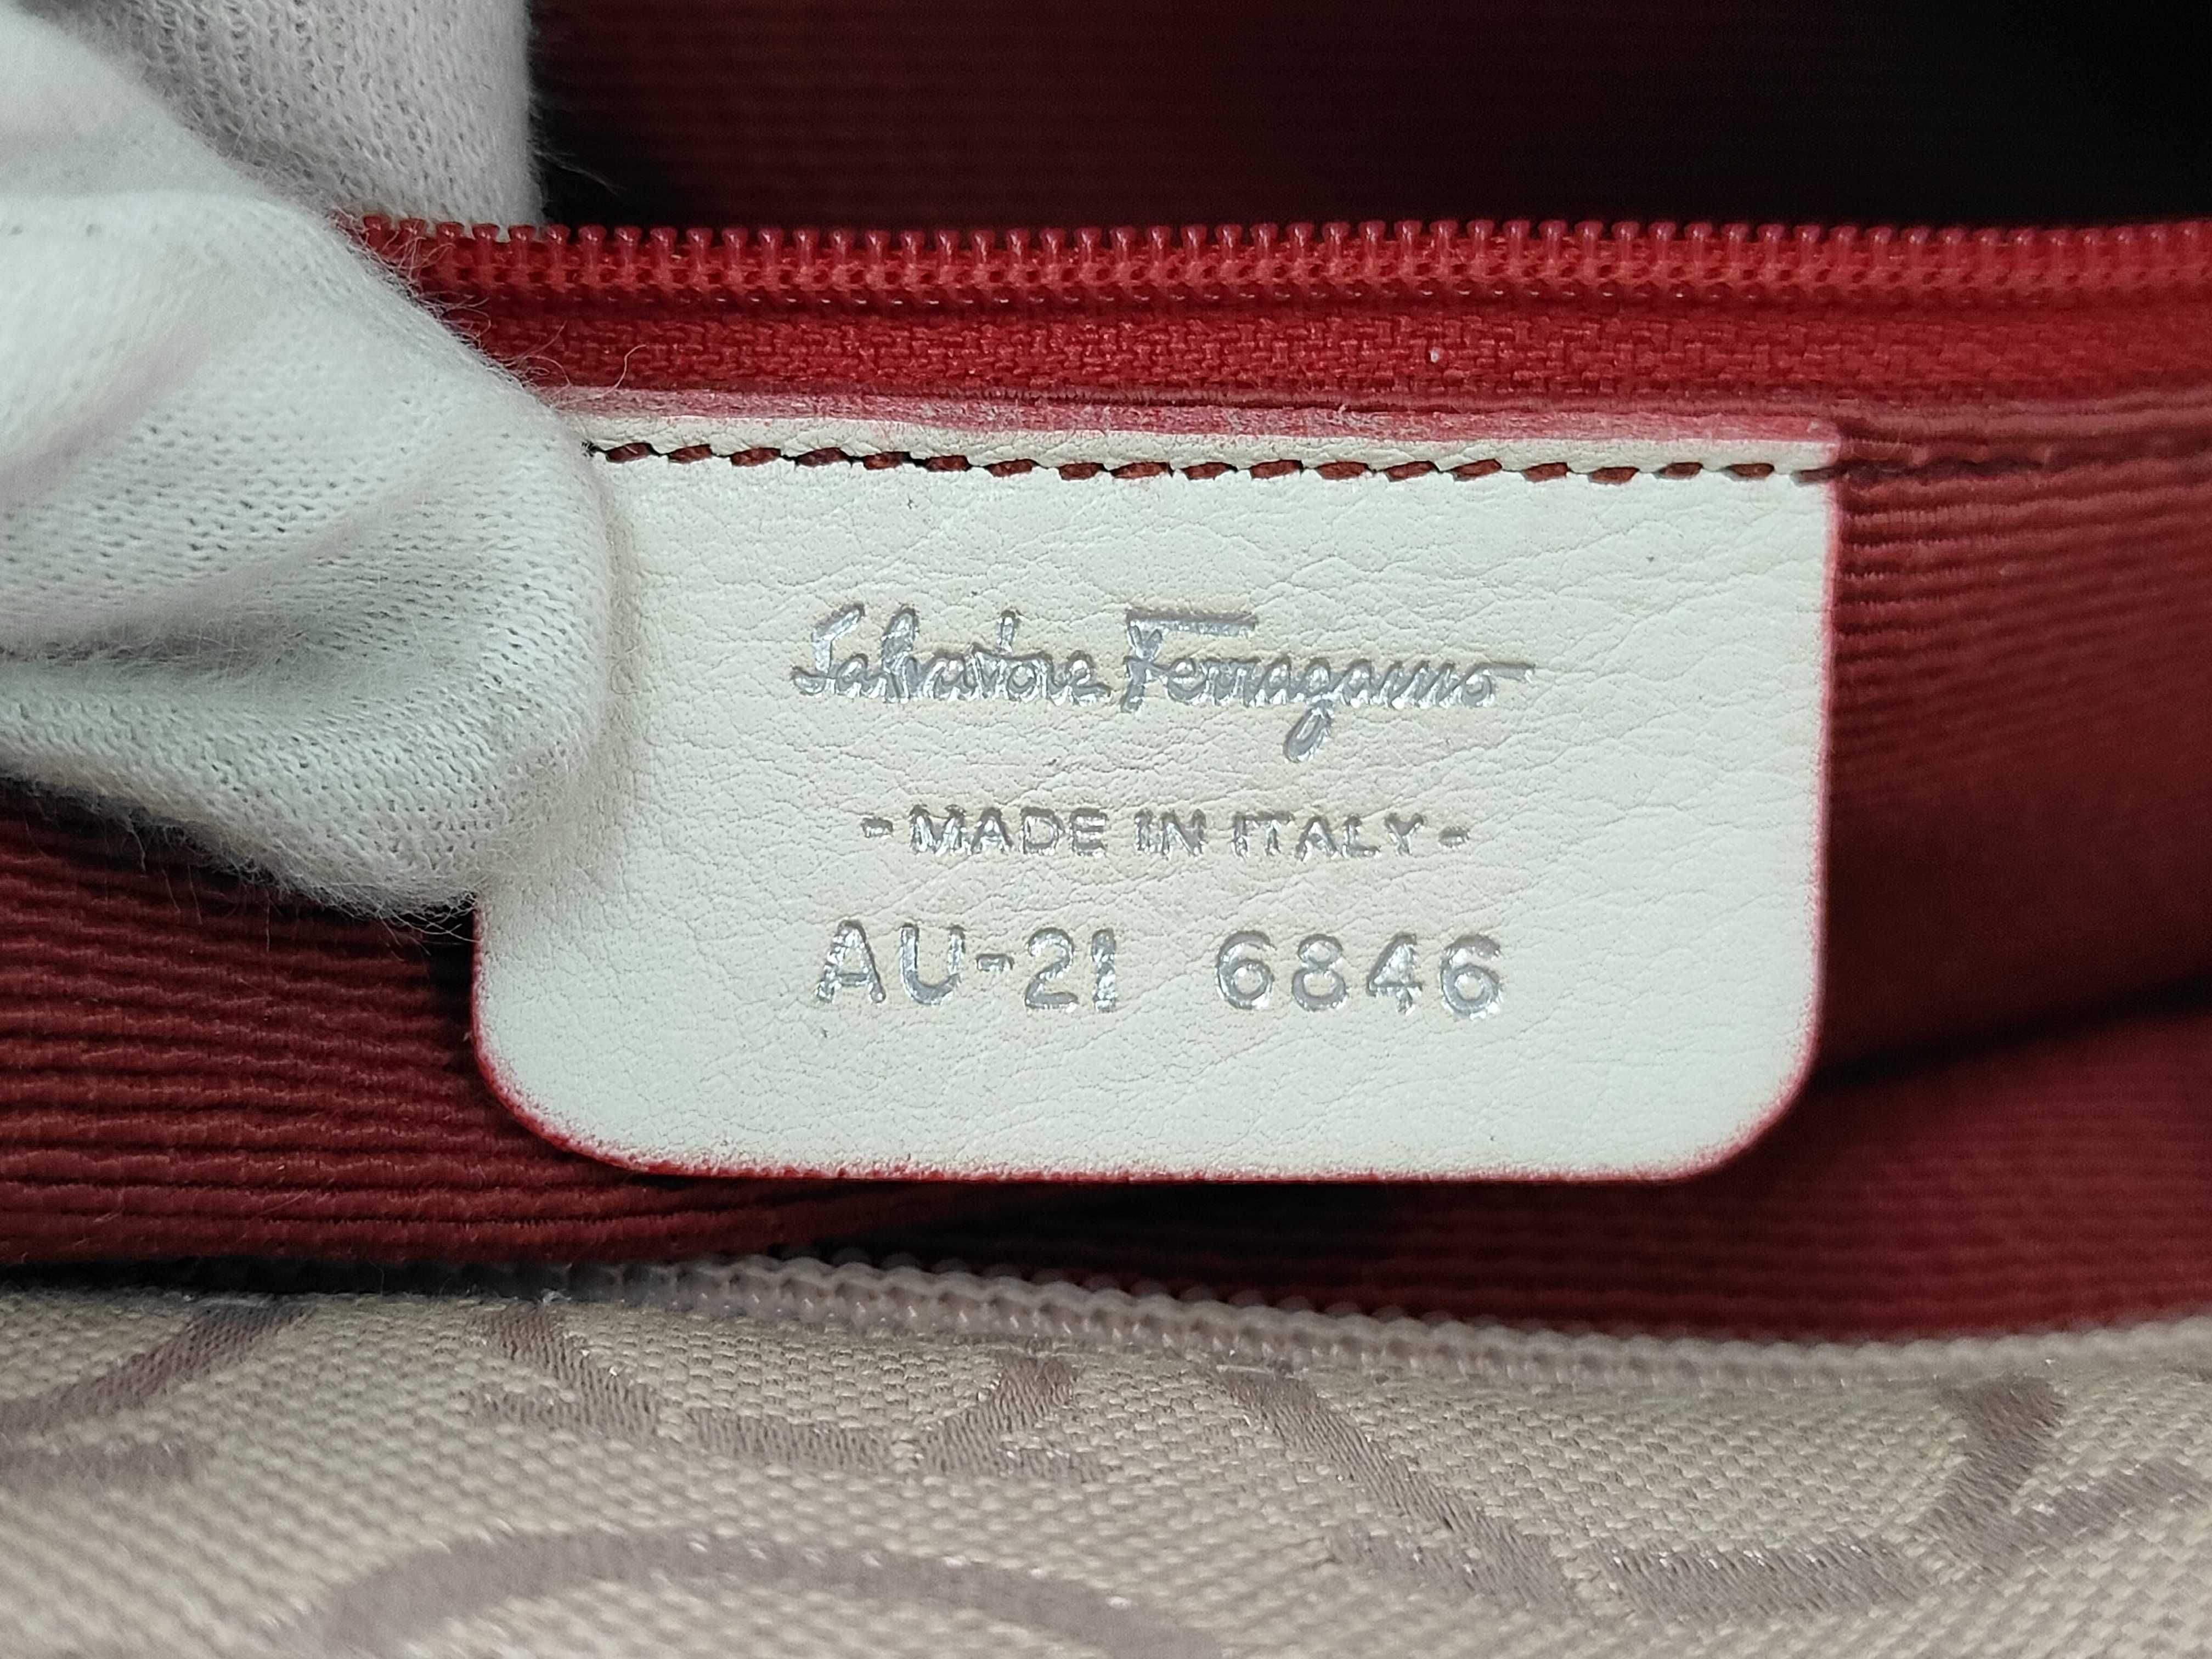 Salvatore Ferragamo
-MADE IN ITALY-
AU-21 6846